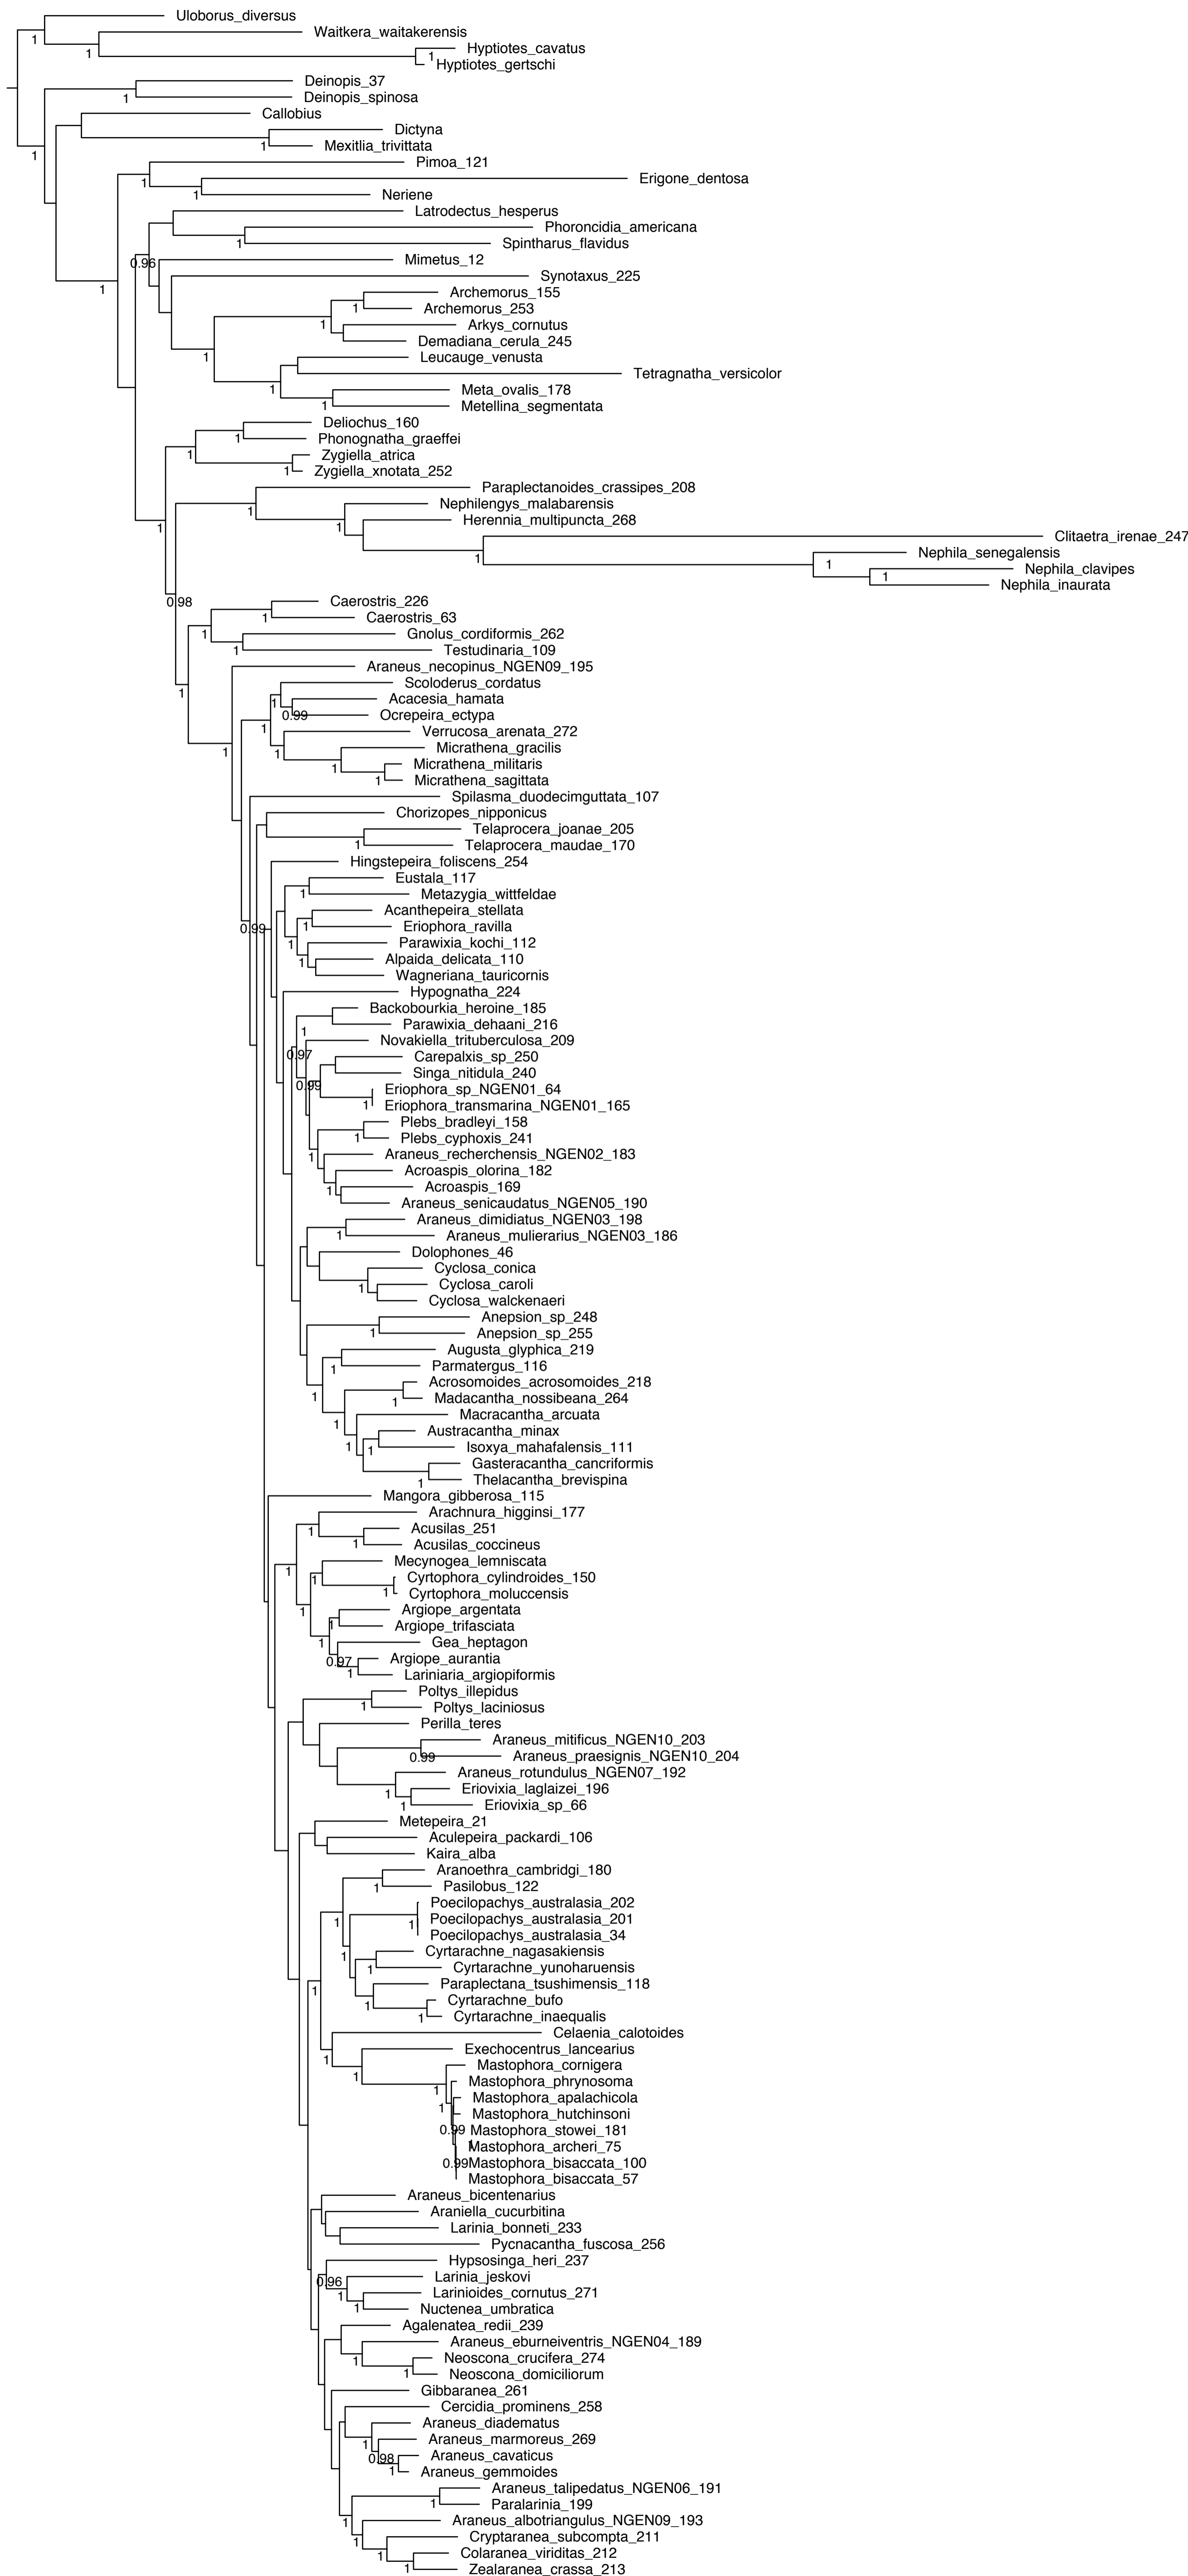 Uloborus_diversus
1
Waitkera_waitakerensis
1
Hyptiotes_cavatus
1
Hyptiotes_gertschi
Deinopis_37
1
Deinopis_spinosa
Callobius
Dictyna
1
Mexitlia_trivittata
1
Pimoa_121
1
Erigone_dentosa
1
Neriene
Latrodectus_hesperus
Phoroncidia_americana
1
Spintharus_flavidus
0.96
Mimetus_12
Synotaxus_225
1
Archemorus_155
1
Archemorus_253
1
Arkys_cornutus
Demadiana_cerula_245
1
Leucauge_venusta
Tetragnatha_versicolor
1
Meta_ovalis_178
1
Metellina_segmentata
Deliochus_160
1
Phonognatha_graeffei
1
Zygiella_atrica
1
Zygiella_xnotata_252
Paraplectanoides_crassipes_208
1
Nephilengys_malabarensis
1
Herennia_multipuncta_268
1
Clitaetra_irenae_247
1
Nephila_senegalensis
1
Nephila_clavipes
1
Nephila_inaurata
0.98
Caerostris_226
1
Caerostris_63
1
Gnolus_cordiformis_262
1
Testudinaria_109
Araneus_necopinus_NGEN09_195
1
Scoloderus_cordatus
1
Acacesia_hamata
0.99
Ocrepeira_ectypa
1
Verrucosa_arenata_272
1
1
Micrathena_gracilis
1
Micrathena_militaris
1
Micrathena_sagittata
Spilasma_duodecimguttata_107
Chorizopes_nipponicus
Telaprocera_joanae_205
1
Telaprocera_maudae_170
Hingstepeira_foliscens_254
Eustala_117
1
Metazygia_wittfeldae
Acanthepeira_stellata
1
Eriophora_ravilla
0.99
1
Parawixia_kochi_112
1
Alpaida_delicata_110
Wagneriana_tauricornis
Hypognatha_224
Backobourkia_heroine_185
Parawixia_dehaani_216
1
Novakiella_trituberculosa_209
0.97
Carepalxis_sp_250
Singa_nitidula_240
0.99
Eriophora_sp_NGEN01_64
1
Eriophora_transmarina_NGEN01_165
Plebs_bradleyi_158
1
Plebs_cyphoxis_241
1
Araneus_recherchensis_NGEN02_183
Acroaspis_olorina_182
1
Acroaspis_169
Araneus_senicaudatus_NGEN05_190
Araneus_dimidiatus_NGEN03_198
1
Araneus_mulierarius_NGEN03_186
Dolophones_46
Cyclosa_conica
1
Cyclosa_caroli
Cyclosa_walckenaeri
Anepsion_sp_248
1
Anepsion_sp_255
Augusta_glyphica_219
1
Parmatergus_116
1
Acrosomoides_acrosomoides_218
1
Madacantha_nossibeana_264
1
Macracantha_arcuata
Austracantha_minax
1
1
Isoxya_mahafalensis_111
Gasteracantha_cancriformis
1
Thelacantha_brevispina
Mangora_gibberosa_115
Arachnura_higginsi_177
1
Acusilas_251
1
Acusilas_coccineus
1
Mecynogea_lemniscata
1
Cyrtophora_cylindroides_150
1
Cyrtophora_moluccensis
1
Argiope_argentata
1
Argiope_trifasciata
1
Gea_heptagon
0.97
Argiope_aurantia
1
Lariniaria_argiopiformis
Poltys_illepidus
1
Poltys_laciniosus
Perilla_teres
Araneus_mitificus_NGEN10_203
0.99
Araneus_praesignis_NGEN10_204
Araneus_rotundulus_NGEN07_192
1
Eriovixia_laglaizei_196
1
Eriovixia_sp_66
Metepeira_21
Aculepeira_packardi_106
Kaira_alba
Aranoethra_cambridgi_180
1
Pasilobus_122
Poecilopachys_australasia_202
1
1
Poecilopachys_australasia_201
Poecilopachys_australasia_34
1
Cyrtarachne_nagasakiensis
1
Cyrtarachne_yunoharuensis
1
Paraplectana_tsushimensis_118
1
Cyrtarachne_bufo
1
Cyrtarachne_inaequalis
Celaenia_calotoides
1
Exechocentrus_lancearius
1
Mastophora_cornigera
1
Mastophora_phrynosoma
1
Mastophora_apalachicola
Mastophora_hutchinsoni
0.99
Mastophora_stowei_181
Mastophora_archeri_75
0.99
Mastophora_bisaccata_100
Mastophora_bisaccata_57
Araneus_bicentenarius
Araniella_cucurbitina
Larinia_bonneti_233
Pycnacantha_fuscosa_256
Hypsosinga_heri_237
0.96
Larinia_jeskovi
1
Larinioides_cornutus_271
1
Nuctenea_umbratica
Agalenatea_redii_239
Araneus_eburneiventris_NGEN04_189
1
Neoscona_crucifera_274
1
Neoscona_domiciliorum
Gibbaranea_261
Cercidia_prominens_258
Araneus_diadematus
1
Araneus_marmoreus_269
0.98
Araneus_cavaticus
1
Araneus_gemmoides
Araneus_talipedatus_NGEN06_191
1
Paralarinia_199
1
Araneus_albotriangulus_NGEN09_193
1
Cryptaranea_subcompta_211
1
Colaranea_viriditas_212
1
Zealaranea_crassa_213